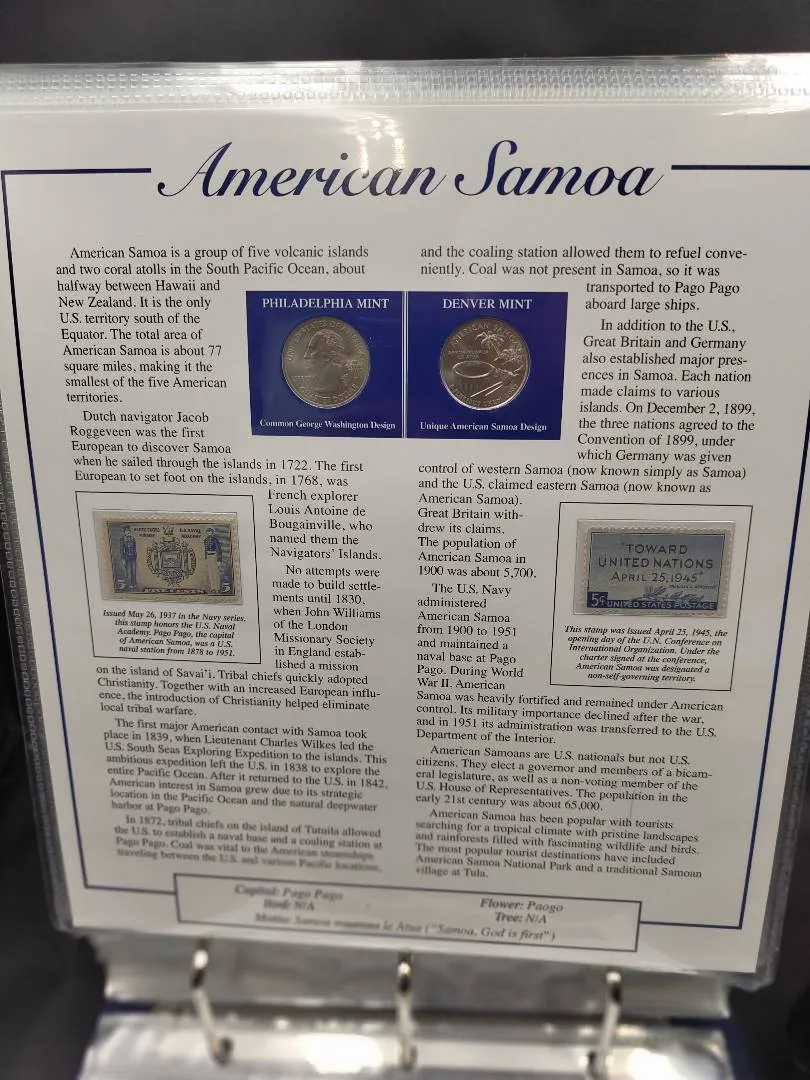 American Samoa
American Samoa is a group of five volcanic islands
and two coral atolls in the South Pacific Ocean, about
halfway between Hawaii and
New Zealand. It is the only
U.S. territory south of the
Equator. The total area of
American Samoa is about 77
square miles, making it the
smallest of the five American
territories.
Dutch navigator Jacob
Roggeveen was the first
European to discover Samoa
when he sailed through the islands in 1722. The first
European to set foot on the islands, in 1768, was
French explorer
Louis Antoine de
Bougainville, who
named them the
Navigators' Islands.
No attempts were
made to build settle-
ments until 1830,
when John Williams
of the London
Missionary Society
in England estab-
lished a mission
on the island of Savai'i. Tribal chiefs quickly adopted
Christianity. Together with an increased European influ-
ence, the introduction of Christianity helped eliminate
local tribal warfare.
The first major American contact with Samoa took
place in 1839, when Lieutenant Charles Wilkes led the
U.S. South Seas Exploring Expedition to the islands. This
ambitious expedition left the U.S. in 1838 to explore the
entire Pacific Ocean. After it returned to the U.S. in 1842,
American interest in Samoa grew due to its strategic
location in the Pacific Ocean and the natural deepwater
harbor at Pago Pago.
In 1872, tribal chiefs on the island of Tutuila allowed
the U.S. to establish a naval base and a coaling station at
Pago Pago. Coal was vital to the American steamships
traveling between the U.S. and various Pacific locations,
PHILADELPHIA MINT
Common George Washington Design
DENVER MINT
AMERICAN SAMOA
Unique American Samoa Design
UNITED STATES POSTAGE
U.S. NAVAL
ACADEMY
5 5
Issued May 26, 1937 in the Navy series,
this stamp honors the U.S. Naval
Academy. Pago Pago, the capital
of American Samoa, was a U.S.
naval station from 1878 to 1951.
and the coaling station allowed them to refuel conve-
niently. Coal was not present in Samoa, so it was
transported to Pago Pago
aboard large ships.
In addition to the U.S.,
Great Britain and Germany
also established major pres-
ences in Samoa. Each nation
made claims to various
islands. On December 2, 1899,
the three nations agreed to the
Convention of 1899, under
which Germany was given
control of western Samoa (now known simply as Samoa)
and the U.S. claimed eastern Samoa (now known as
American Samoa).
Great Britain with-
drew its claims.
The population of
American Samoa in
1900 was about 5,700.
The U.S. Navy
administered
American Samoa
from 1900 to 1951
and maintained a
naval base at Pago
Pago. During World
War II, American
Samoa was heavily fortified and remained under American
control. Its military importance declined after the war,
and in 1951 its administration was transferred to the U.S.
Department of the Interior.
American Samoans are U.S. nationals but not U.S.
citizens. They elect a governor and members of a bicam-
eral legislature, as well as a non-voting member of the
U.S. House of Representatives. The population in the
early 21st century was about 65,000.
American Samoa has been popular with tourists
searching for a tropical climate with pristine landscapes
and rainforests filled with fascinating wildlife and birds.
The most popular tourist destinations have included
American Samoa National Park and a traditional Samoan
village at Tula.
"TOWARD
UNITED NATIONS
APRIL 25, 1945"
5¢ UNITED STATES POSTAGE
This stamp was issued April 25, 1945, the
opening day of the U.N. Conference on
International Organization. Under the
charter signed at the conference,
American Samoa was designated a
non-self-governing territory.
Capital: Pago Pago
Bird: N/A
Flower: Paogo
Tree: N/A
Motto: Samoa muamua le Atua ("Samoa, God is first")